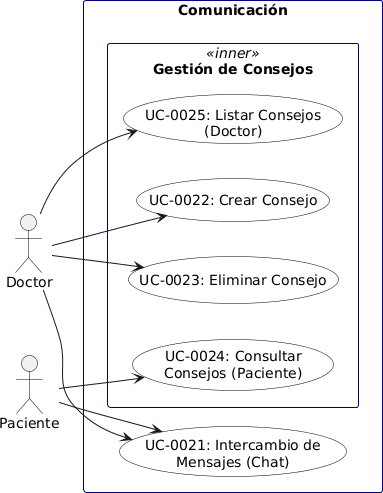 Comunicación
«inner»
Gestión de Consejos
UC-0025: Listar Consejos
(Doctor)
UC-0022: Crear Consejo
Doctor
UC-0023: Eliminar Consejo
UC-0024: Consultar
Consejos (Paciente)
Paciente
UC-0021: Intercambio de
Mensajes (Chat)